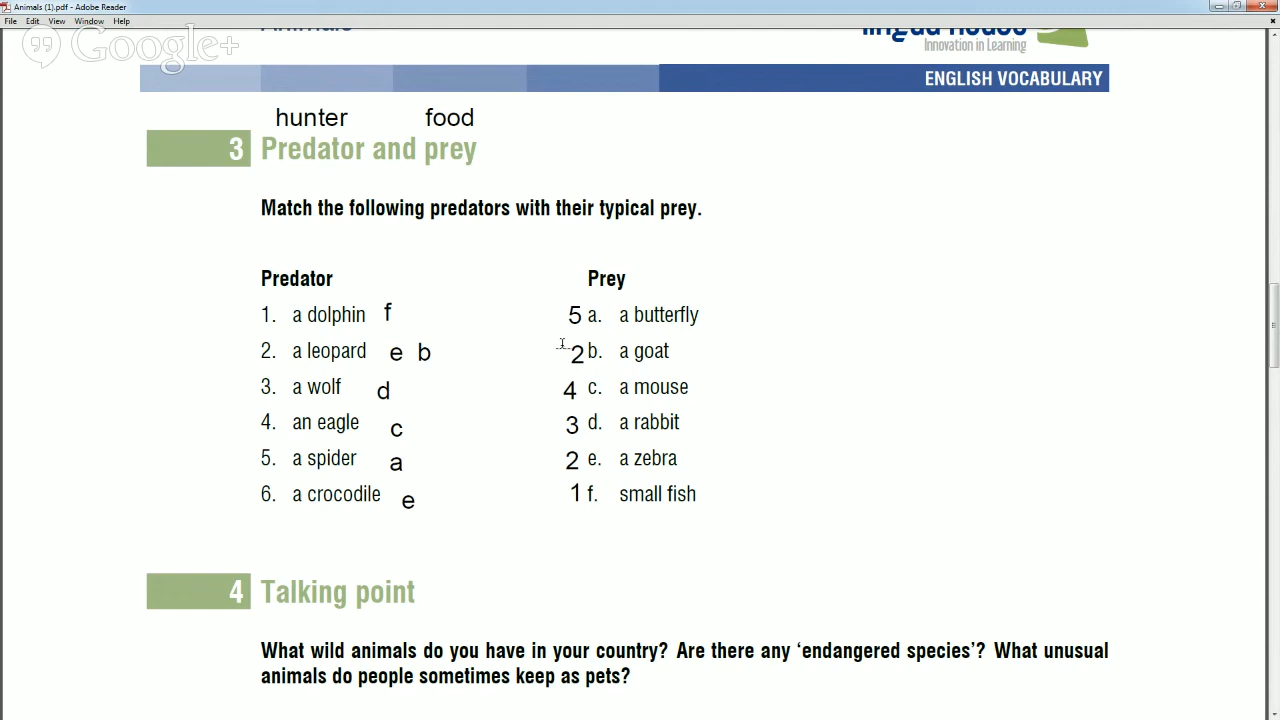 Animals (1).pdf - Adobe Reader
File Edit View Window Help
Google+
Animals
lingua house
Innovation in Learning
ENGLISH VOCABULARY
hunter food
3 Predator and prey
Match the following predators with their typical prey.
Predator Prey
1. a dolphin f 5 a. a butterfly
2. a leopard e b 2 b. a goat
3. a wolf d 4 c. a mouse
4. an eagle c 3 d. a rabbit
5. a spider a 2 e. a zebra
6. a crocodile e 1 f. small fish
4 Talking point
What wild animals do you have in your country? Are there any ‘endangered species’? What unusual
animals do people sometimes keep as pets?